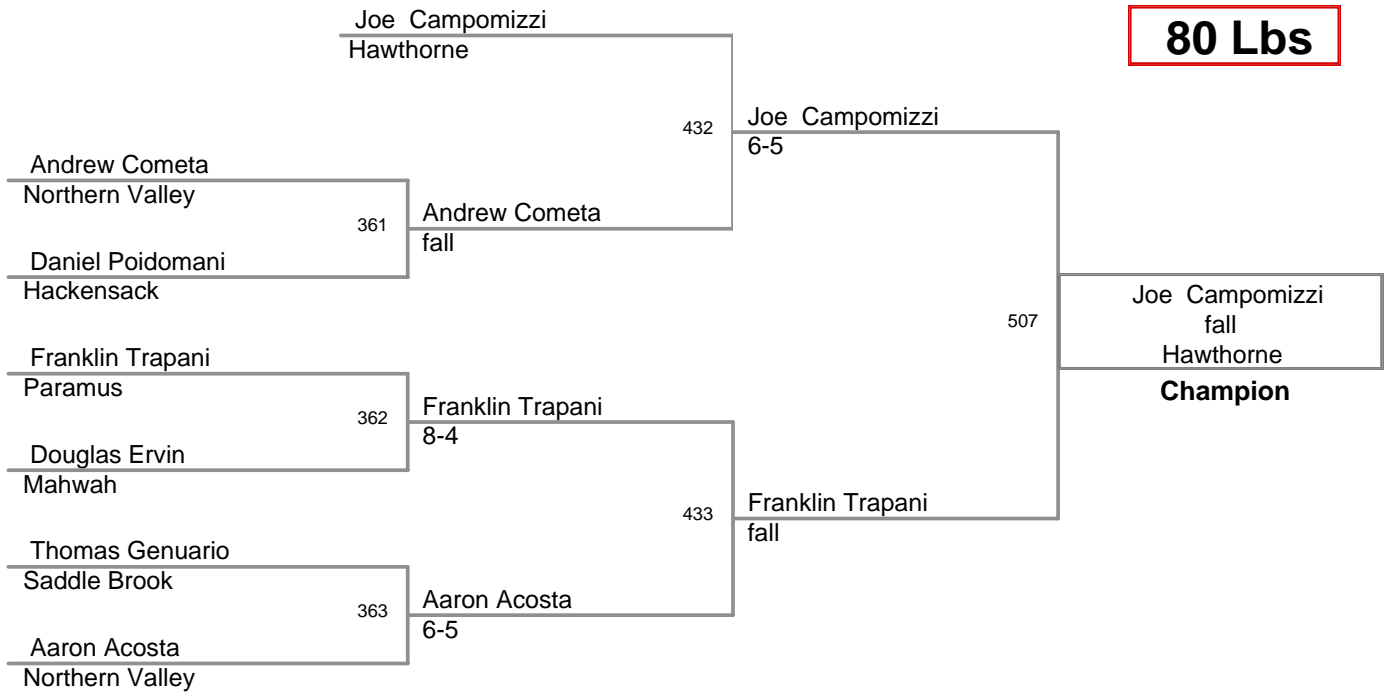 Joe  Campomizzi
Hawthorne
80 Lbs
432
Joe  Campomizzi
6-5
Andrew Cometa
Northern Valley
361
Andrew Cometa
fall
Daniel Poidomani
Hackensack
507
Joe  Campomizzi
fall
Hawthorne
Champion
Franklin Trapani
Paramus
362
Franklin Trapani
8-4
Douglas Ervin
Mahwah
433
Franklin Trapani
fall
Thomas Genuario
Saddle Brook
363
Aaron Acosta
6-5
Aaron Acosta
Northern Valley